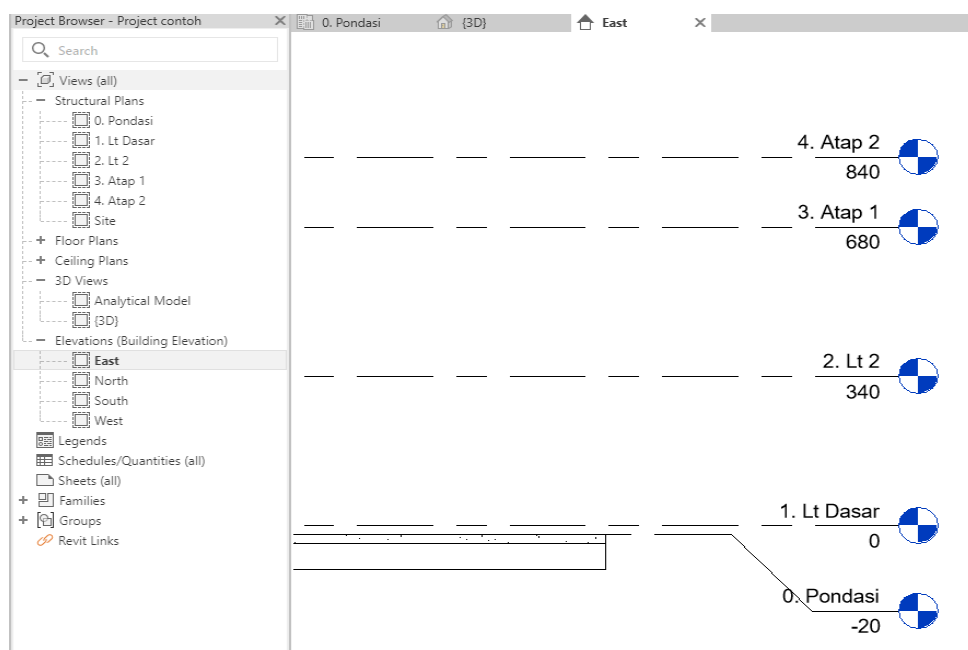 Project Browser - Project contoh
Search
Views (all)
Structural Plans
0. Pondasi
1. Lt Dasar
2. Lt 2
3. Atap 1
4. Atap 2
Site
Floor Plans
Ceiling Plans
3D Views
Analytical Model
{3D}
Elevations (Building Elevation)
East
North
South
West
Legends
Schedules/Quantities (all)
Sheets (all)
Families
Groups
Revit Links
0. Pondasi
{3D}
East
4. Atap 2
840
3. Atap 1
680
2. Lt 2
340
1. Lt Dasar
0
0. Pondasi
-20